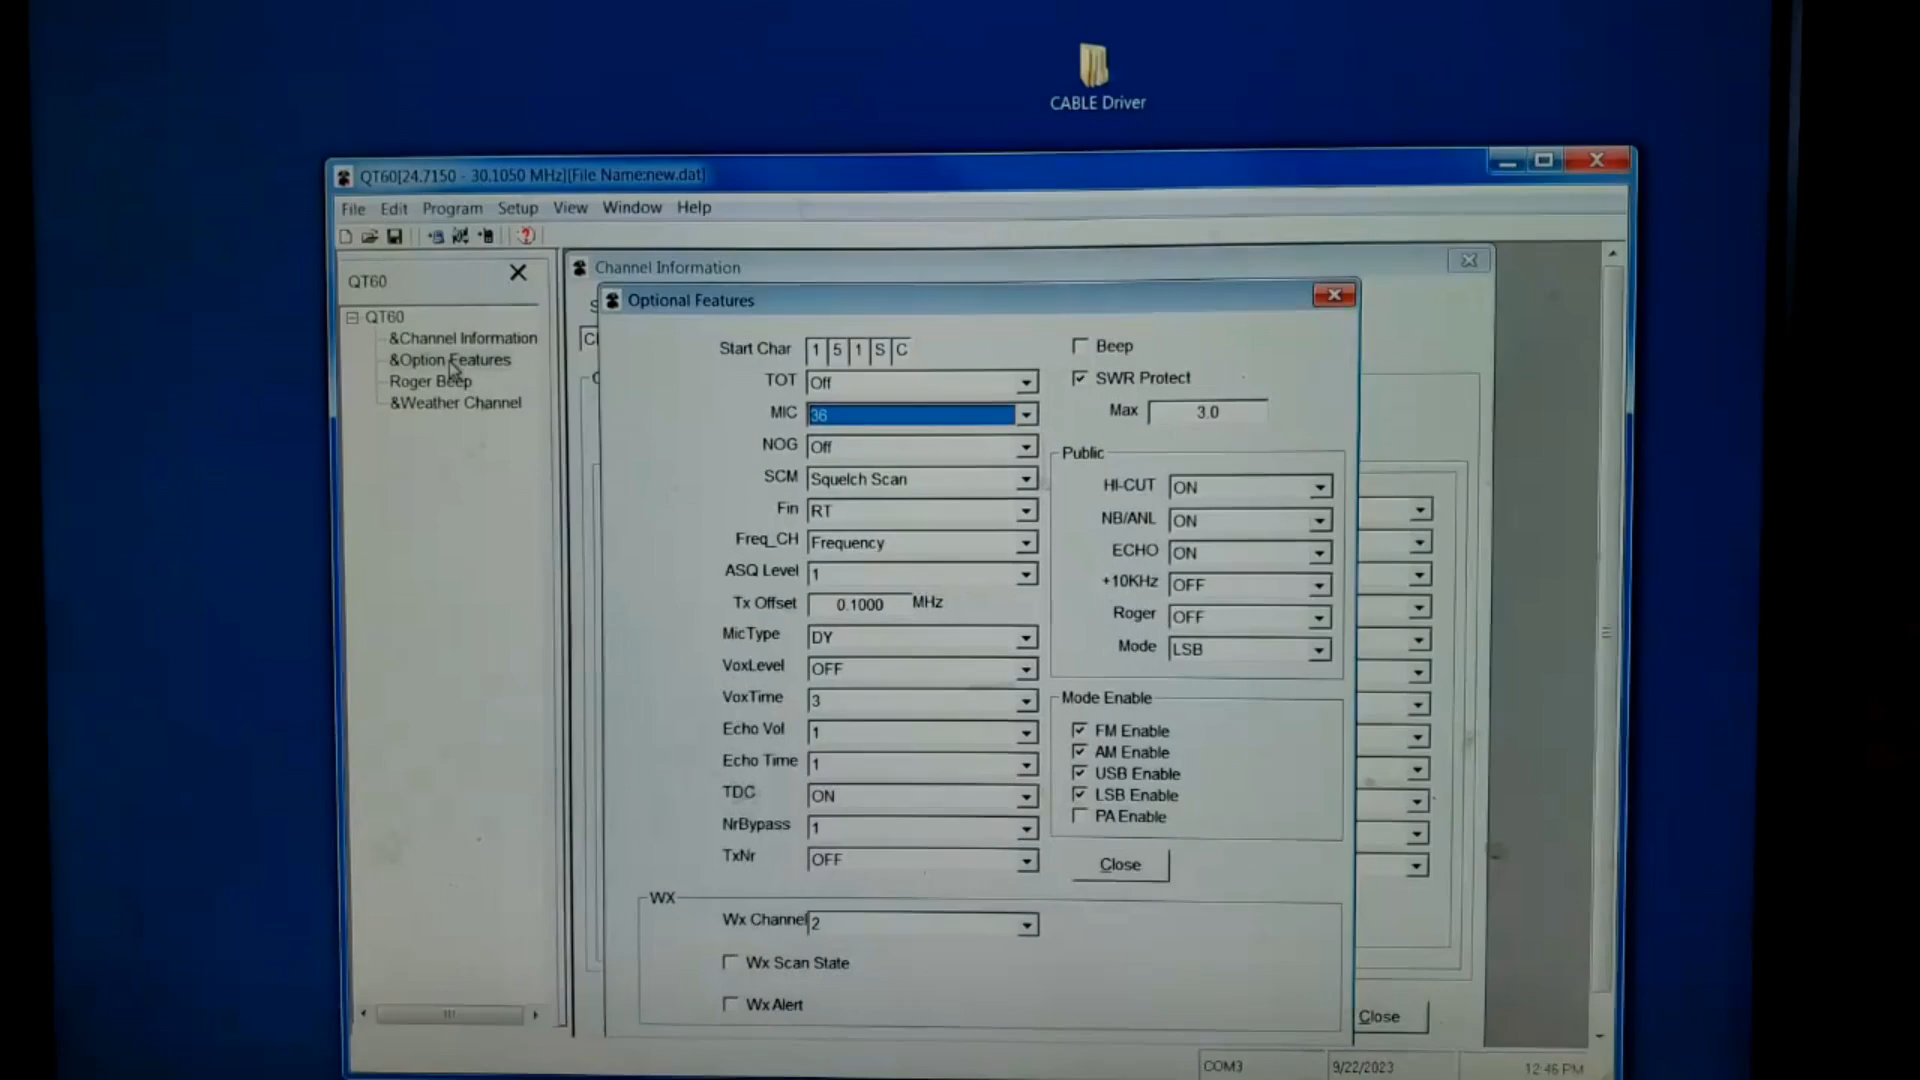 CABLE Driver
QT60[24.7150 - 30.1050 MHz][File Name:new.dat]
File Edit Program Setup View Window Help
QT60
QT60
&Channel Information
&Option Features
Roger Beep
&Weather Channel
Channel Information
Optional Features
Start Char 1 5 1 S C
TOT Off
MIC 36
NOG Off
SCM Squelch Scan
Fin RT
Freq_CH Frequency
ASQ Level 1
Tx Offset 0.1000 MHz
MicType DY
VoxLevel OFF
VoxTime 3
Echo Vol 1
Echo Time 1
TDC ON
NrBypass 1
TxNr OFF
Beep
SWR Protect
Max 3.0
Public
HI-CUT ON
NB/ANL ON
ECHO ON
+10KHz OFF
Roger OFF
Mode LSB
Mode Enable
FM Enable
AM Enable
USB Enable
LSB Enable
PA Enable
Close
WX
Wx Channel 2
Wx Scan State
Wx Alert
Close
COM3 9/22/2023 12:46 PM